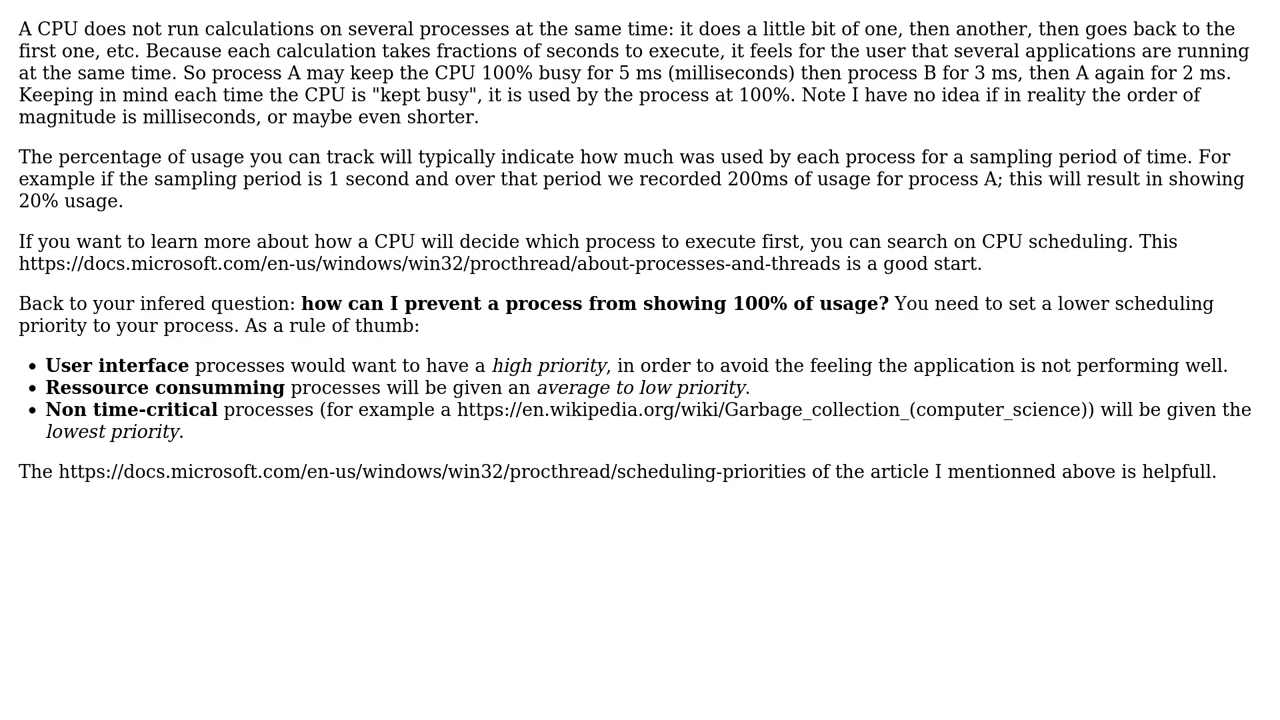 A CPU does not run calculations on several processes at the same time: it does a little bit of one, then another, then goes back to the
first one, etc. Because each calculation takes fractions of seconds to execute, it feels for the user that several applications are running
at the same time. So process A may keep the CPU 100% busy for 5 ms (milliseconds) then process B for 3 ms, then A again for 2 ms.
Keeping in mind each time the CPU is "kept busy", it is used by the process at 100%. Note I have no idea if in reality the order of
magnitude is milliseconds, or maybe even shorter.
The percentage of usage you can track will typically indicate how much was used by each process for a sampling period of time. For
example if the sampling period is 1 second and over that period we recorded 200ms of usage for process A; this will result in showing
20% usage.
If you want to learn more about how a CPU will decide which process to execute first, you can search on CPU scheduling. This
https://docs.microsoft.com/en-us/windows/win32/procthread/about-processes-and-threads is a good start.
Back to your infered question: how can I prevent a process from showing 100% of usage? You need to set a lower scheduling
priority to your process. As a rule of thumb:
• User interface processes would want to have a high priority, in order to avoid the feeling the application is not performing well.
• Ressource consumming processes will be given an average to low priority.
• Non time-critical processes (for example a https://en.wikipedia.org/wiki/Garbage_collection_(computer_science)) will be given the
lowest priority.
The https://docs.microsoft.com/en-us/windows/win32/procthread/scheduling-priorities of the article I mentionned above is helpfull.